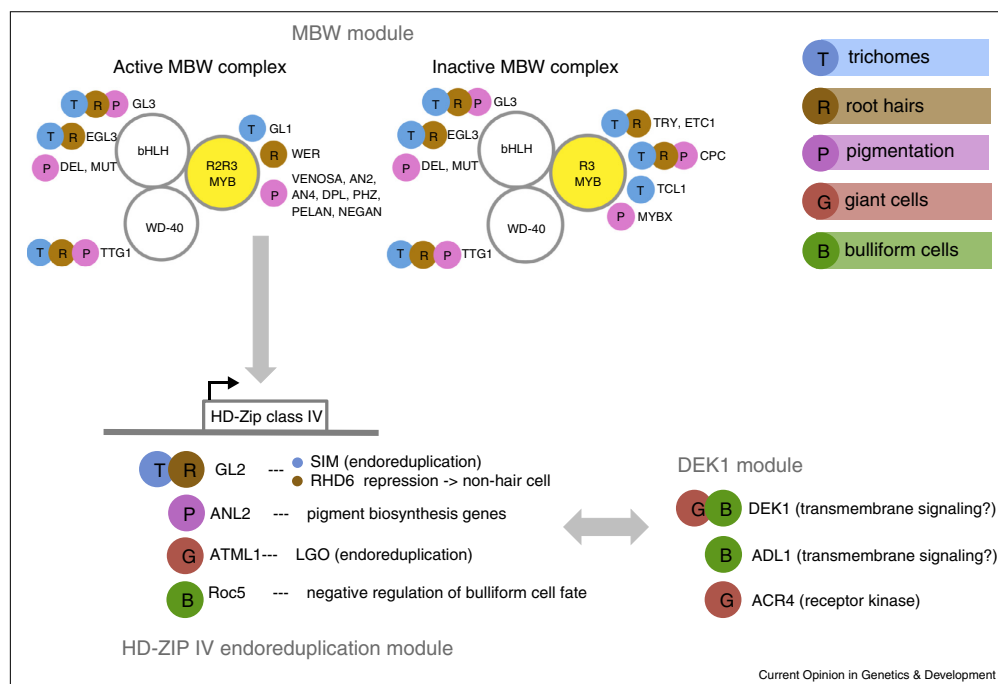 MBW module
Active MBW complex
T R P GL3
T R EGL3
P DEL, MUT
bHLH
R2R3
MYB
WD-40
T R P TTG1
T GL1
R WER
P VENOSA, AN2,
AN4, DPL, PHZ,
PELAN, NEGAN
Inactive MBW complex
T R P GL3
T R EGL3
P DEL, MUT
bHLH
R3
MYB
WD-40
T R P TTG1
T R TRY, ETC1
T R P CPC
T TCL1
P MYBX
T trichomes
R root hairs
P pigmentation
G giant cells
B bulliform cells
HD-Zip class IV
T R GL2 --- SIM (endoreduplication)
RHD6 repression -> non-hair cell
P ANL2 --- pigment biosynthesis genes
G ATML1--- LGO (endoreduplication)
B Roc5 --- negative regulation of bulliform cell fate
HD-ZIP IV endoreduplication module
DEK1 module
G B DEK1 (transmembrane signaling?)
B ADL1 (transmembrane signaling?)
G ACR4 (receptor kinase)
Current Opinion in Genetics & Development